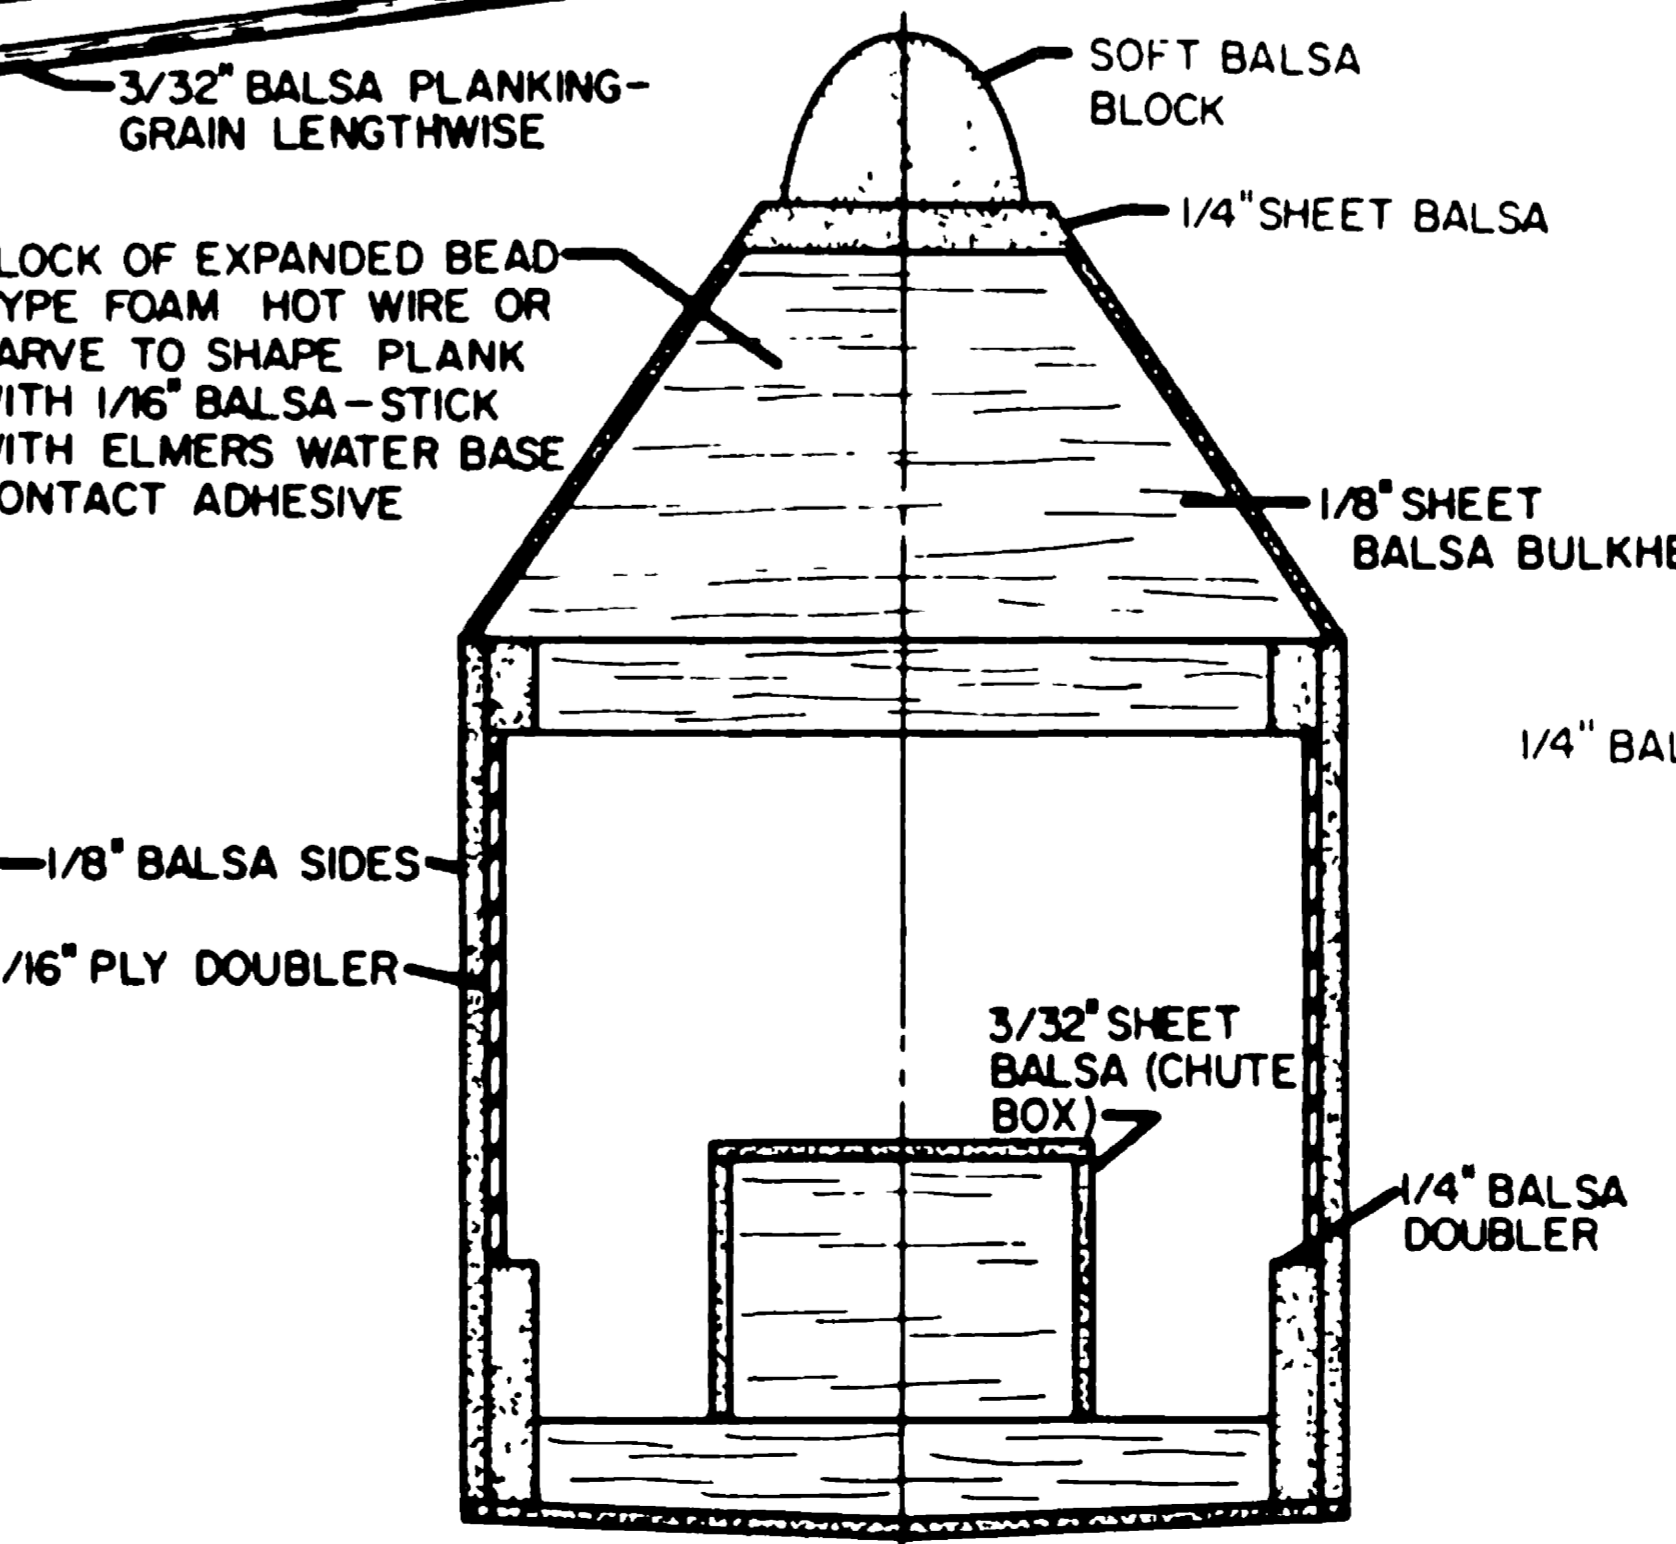 3/32" BALSA PLANKING-
GRAIN LENGTHWISE
SOFT BALSA
BLOCK
1/4" SHEET BALSA
LOCK OF EXPANDED BEAD
YPE FOAM HOT WIRE OR
ARVE TO SHAPE PLANK
ITH 1/16" BALSA-STICK
ITH ELMERS WATER BASE
ONTACT ADHESIVE
1/8" SHEET
BALSA BULKHE
1/4" BAL
1/8" BALSA SIDES
/16" PLY DOUBLER
3/32" SHEET
BALSA (CHUTE
BOX)
1/4" BALSA
DOUBLER